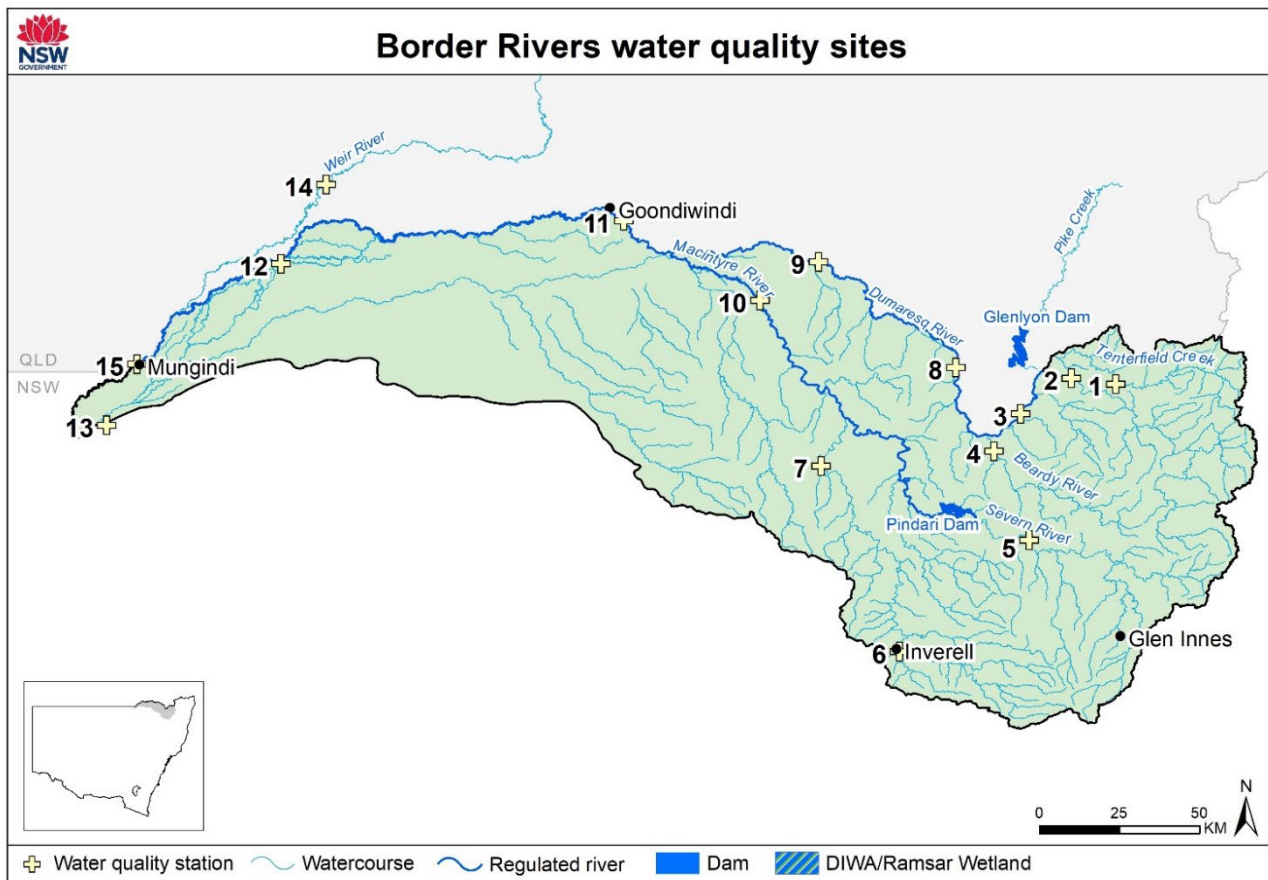 NSW
GOVERNMENT
Border Rivers water quality sites
Weir River
14
Goondiwindi
11
Pike Creek
12
Macintyre River
9
10
Dumaresq River
Glenlyon Dam
Tenterfield Creek
QLD
NSW
15
Mungindi
8
2
1
3
13
4
7
Beardy River
Pindari Dam
Severn River
5
Glen Innes
6
Inverell
N
0 25 50
KM
Water quality station
Watercourse
Regulated river
Dam
DIWA/Ramsar Wetland